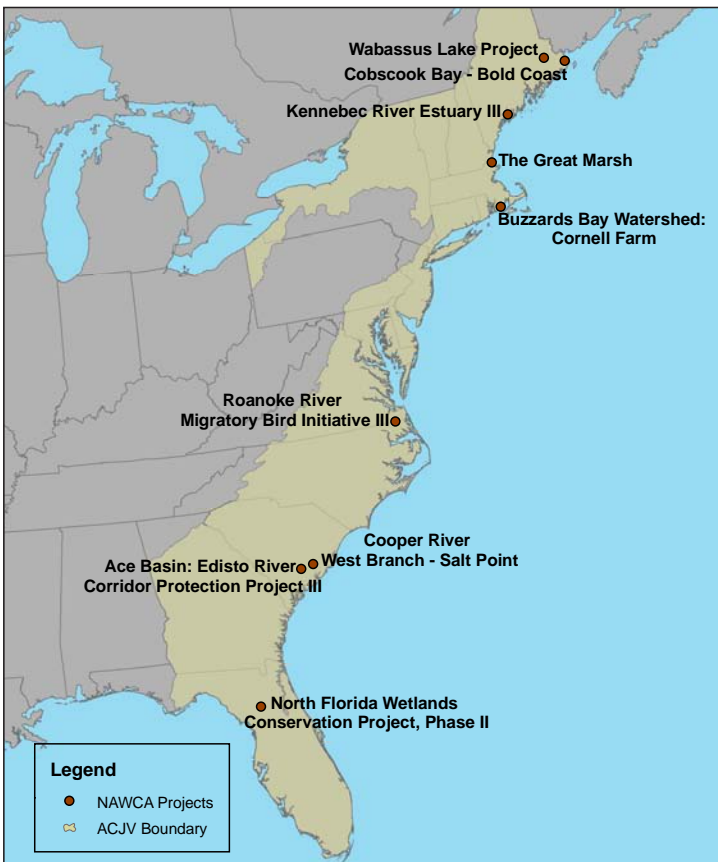 Wabassus Lake Project
Cobscook Bay - Bold Coast
Kennebec River Estuary III
The Great Marsh
Buzzards Bay Watershed:
Cornell Farm
Roanoke River
Migratory Bird Initiative III
Cooper River
West Branch - Salt Point
Ace Basin: Edisto River
Corridor Protection Project III
North Florida Wetlands
Conservation Project, Phase II
Legend
NAWCA Projects
ACJV Boundary